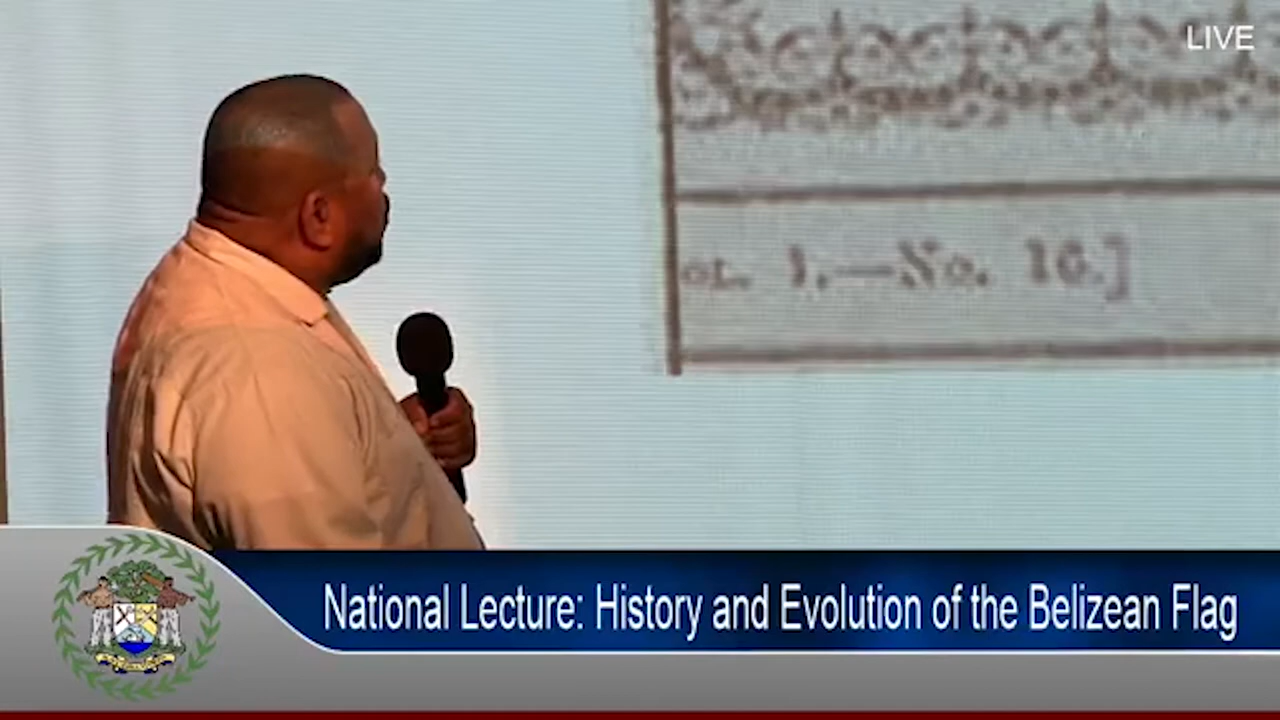 LIVE
OL. 1.—No. 16.]
National Lecture: History and Evolution of the Belizean Flag